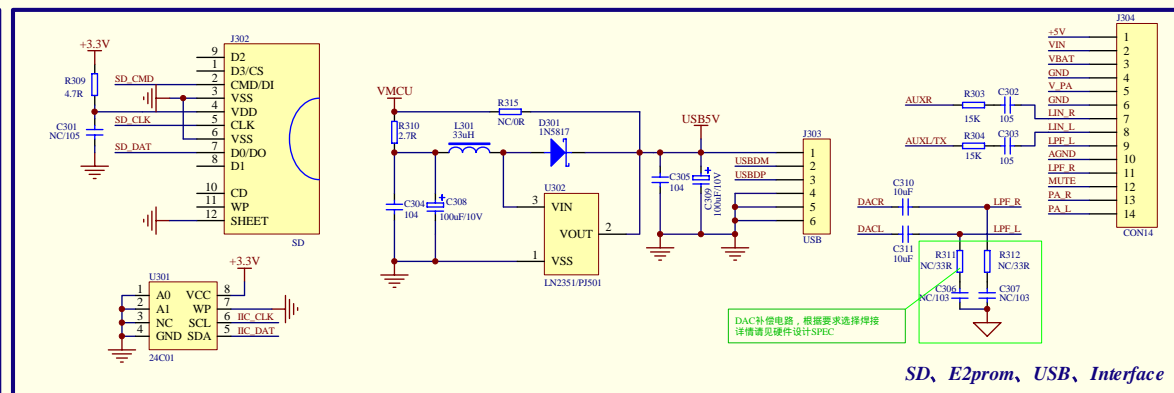 J302
+3.3V
R309
4.7R
C301
NC/105
SD_CMD
SD_CLK
SD_DAT
9 D2
1 D3/CS
2 CMD/DI
3 VSS
4 VDD
5 CLK
6 VSS
7 D0/DO
8 D1
10 CD
11 WP
12 SHEET
SD
U301
+3.3V
1 A0 VCC 8
2 A1 WP 7
3 NC SCL 6 IIC_CLK
4 GND SDA 5 IIC_DAT
24C01
VMCU
R310
2.7R
L301
33uH
R315
NC/0R
D301
1N5817
C304
104
C308
100uF/10V
U302
3 VIN
VOUT 2
1 VSS
LN2351/PJ501
USB5V
C305
104
C309
100uF/10V
USBDM
USBDP
J303
1
2
3
4
5
6
USB
AUXR
R303
15K
C302
105
AUXL/TX
R304
15K
C303
105
DACR
C310
10uF
LPF_R
DACL
C311
10uF
LPF_L
R311
NC/33R
R312
NC/33R
C306
NC/103
C307
NC/103
DAC补偿电路，根据要求选择焊接
详情请见硬件设计SPEC
J304
+5V 1
VIN 2
VBAT 3
GND 4
V_PA 5
GND 6
LIN_R 7
LIN_L 8
LPF_L 9
AGND 10
LPF_R 11
MUTE 12
PA_R 13
PA_L 14
CON14
SD、E2prom、USB、Interface